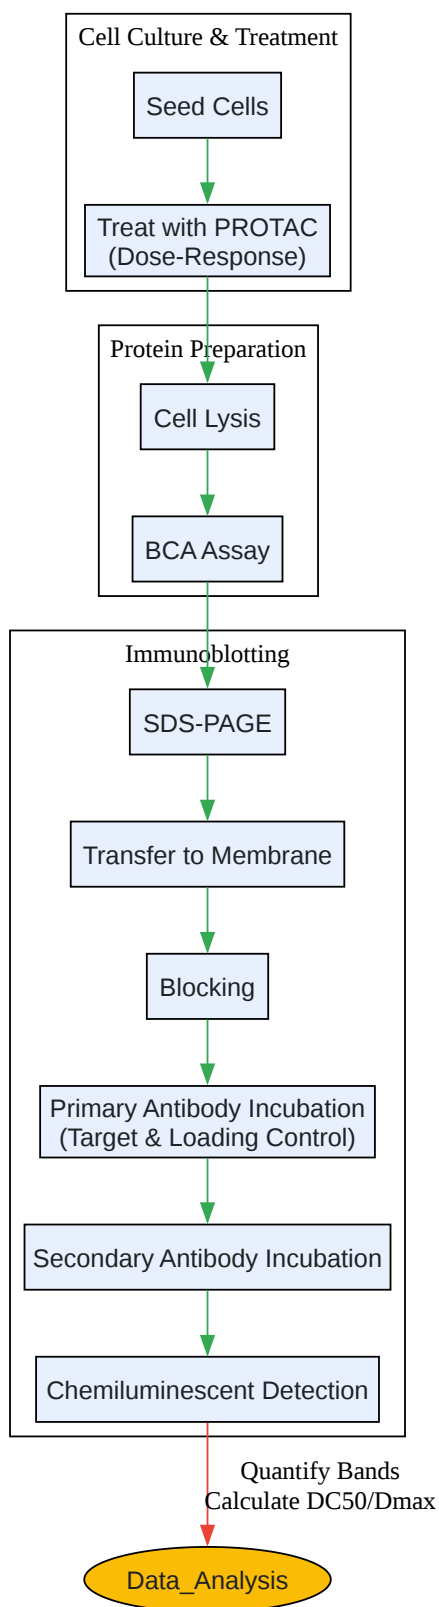 Cell Culture & Treatment
Seed Cells
Treat with PROTAC
(Dose-Response)
Protein Preparation
Cell Lysis
BCA Assay
Immunoblotting
SDS-PAGE
Transfer to Membrane
Blocking
Primary Antibody Incubation
(Target & Loading Control)
Secondary Antibody Incubation
Chemiluminescent Detection
Quantify Bands
Calculate DC50/Dmax
Data_Analysis